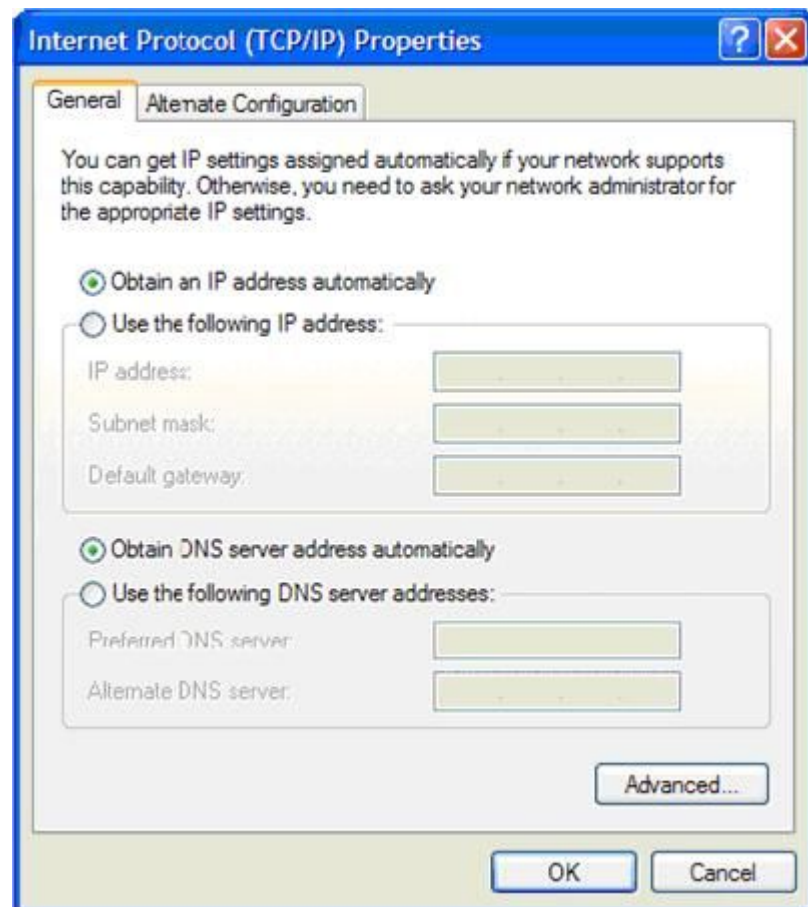 Internet Protocol (TCP/IP) Properties
General
Alternate Configuration
You can get IP settings assigned automatically if your network supports
this capability. Otherwise, you need to ask your network administrator for
the appropriate IP settings.
Obtain an IP address automatically
Use the following IP address:
IP address:
Subnet mask:
Default gateway:
Obtain DNS server address automatically
Use the following DNS server addresses:
Preferred DNS server:
Alternate DNS server:
Advanced...
OK
Cancel